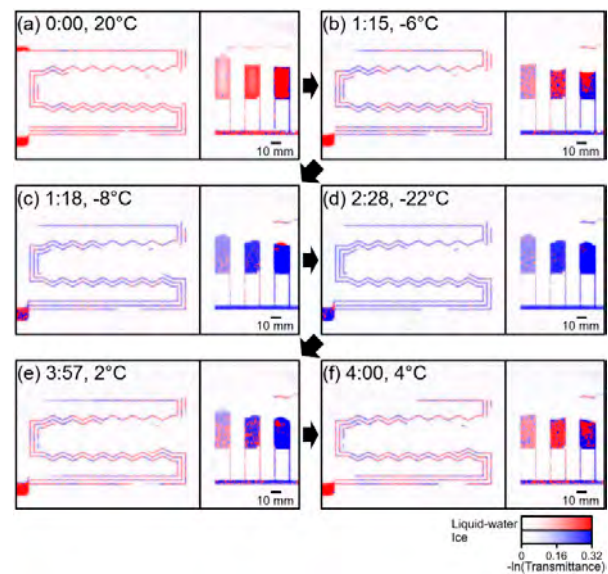 (a) 0:00, 20°C
10 mm
(b) 1:15, -6°C
10 mm
(c) 1:18, -8°C
10 mm
(d) 2:28, -22°C
10 mm
(e) 3:57, 2°C
10 mm
(f) 4:00, 4°C
10 mm
Liquid-water
Ice
0 0.16 0.32
-ln(Transmittance)